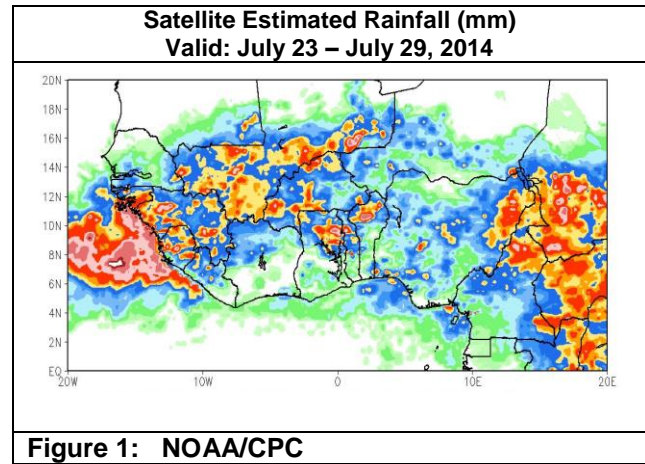 Satellite Estimated Rainfall (mm)
Valid: July 23 – July 29, 2014
20N
18N
16N
14N
12N
10N
8N
6N
4N
2N
EQ
20W
10W
0
10E
20E
Figure 1: NOAA/CPC